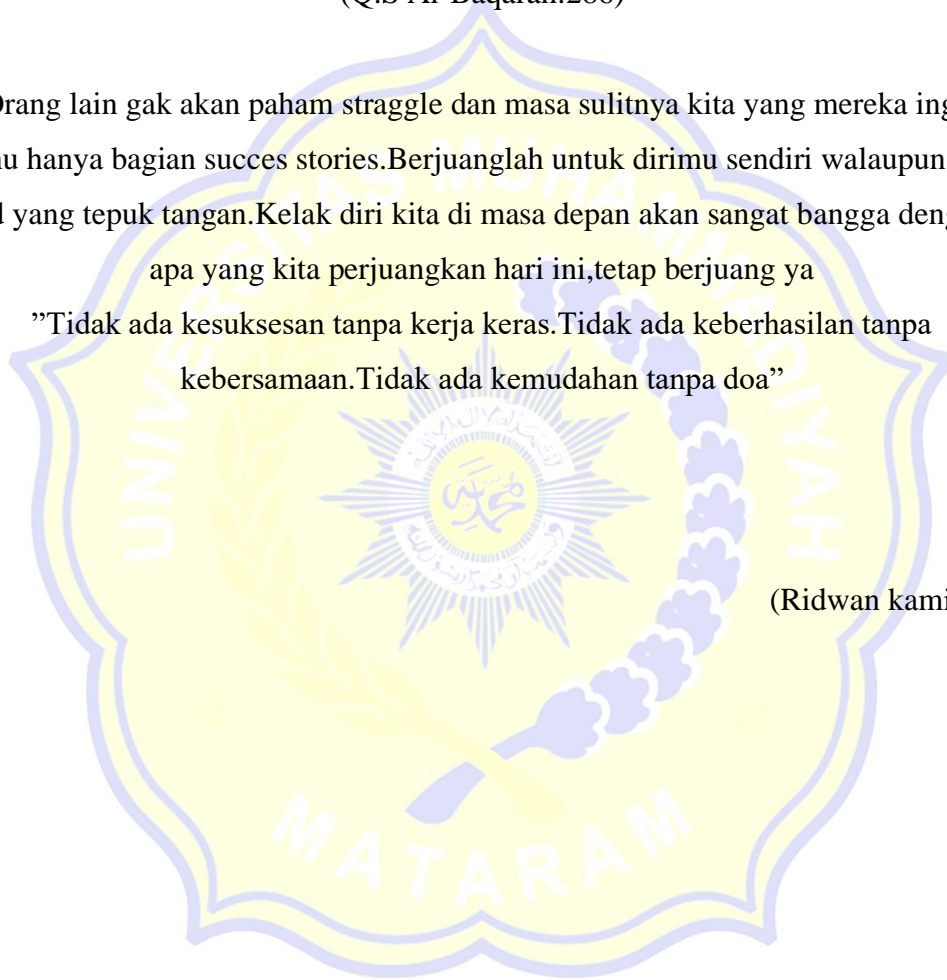 (Q.S Al-Baqarah:286)
Orang lain gak akan paham straggle dan masa sulitnya kita yang mereka ing
hanya bagian succes stories.Berjuanglah untuk dirimu sendiri walaupun
yang tepuk tangan.Kelak diri kita di masa depan akan sangat bangga deng
apa yang kita perjuangkan hari ini,tetap berjuang ya
”Tidak ada kesuksesan tanpa kerja keras.Tidak ada keberhasilan tanpa
kebersamaan.Tidak ada kemudahan tanpa doa”
(Ridwan kami
UNIVERSITAS MUHAMMADIYAH
MATARAM